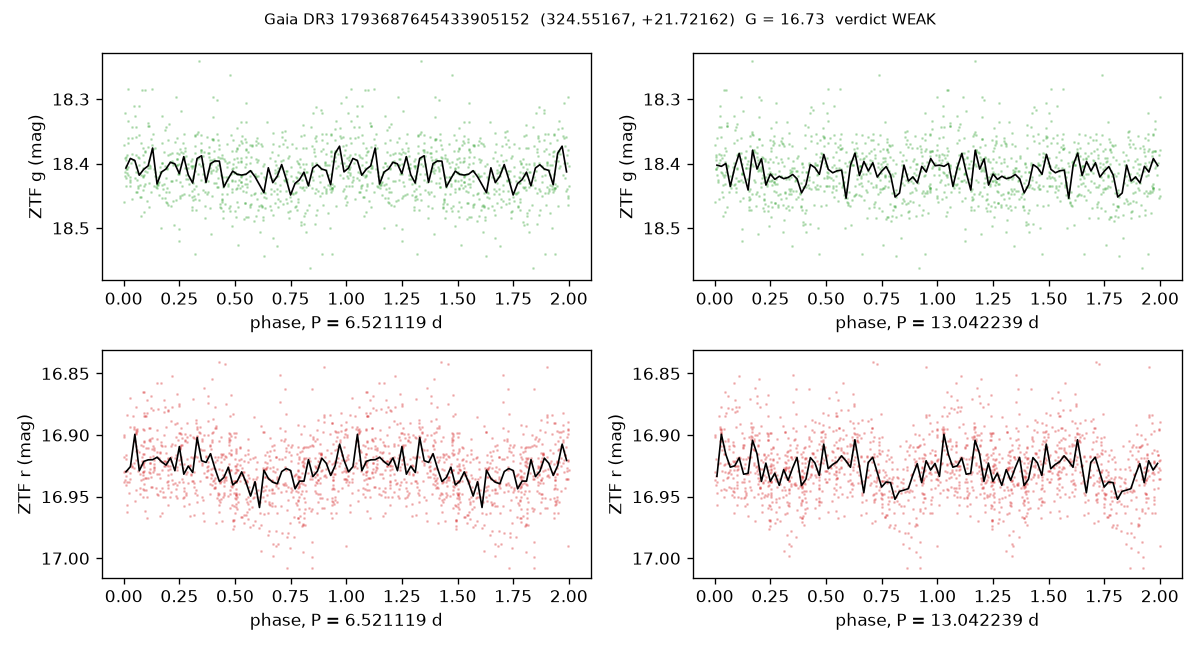 Gaia DR3 1793687645433905152 (324.55167, +21.72162) G = 16.73 verdict WEAK
ZTF g (mag)
18.3
18.4
18.5
0.00 0.25 0.50 0.75 1.00 1.25 1.50 1.75 2.00
phase, P = 6.521119 d
ZTF g (mag)
18.3
18.4
18.5
0.00 0.25 0.50 0.75 1.00 1.25 1.50 1.75 2.00
phase, P = 13.042239 d
ZTF r (mag)
16.85
16.90
16.95
17.00
0.00 0.25 0.50 0.75 1.00 1.25 1.50 1.75 2.00
phase, P = 6.521119 d
ZTF r (mag)
16.85
16.90
16.95
17.00
0.00 0.25 0.50 0.75 1.00 1.25 1.50 1.75 2.00
phase, P = 13.042239 d